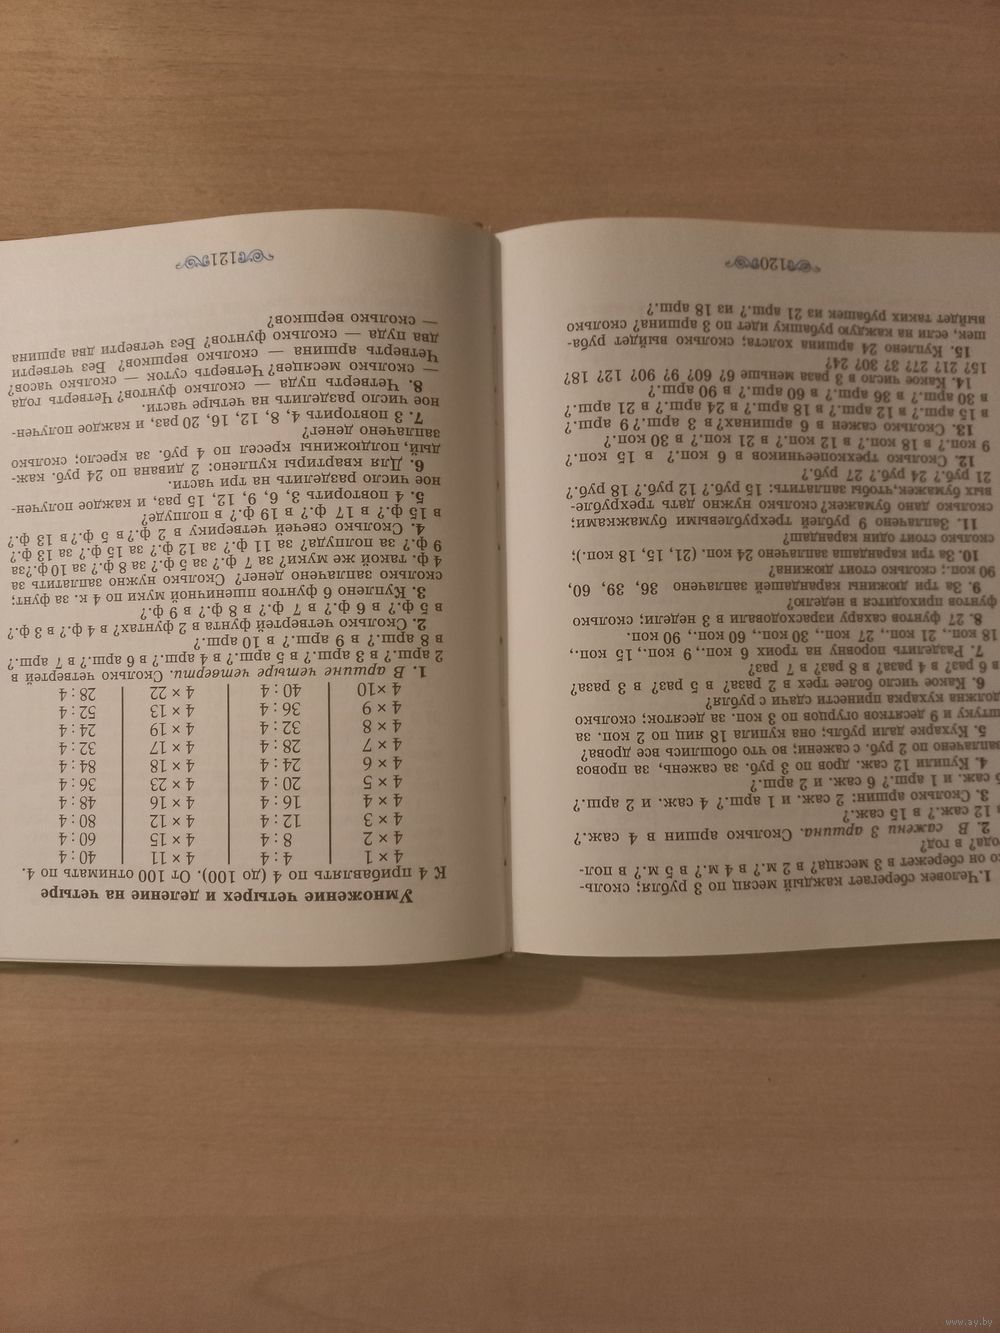 1. Человек сберегает каждый месяц по 3 рубля; сколь-
он сбережет в 3 месяца? в 2 м.? в 4 м.? в 5 м.? в пол-
в год?
2. В сажени 3 аршина. Сколько аршин в 4 саж.?
12 саж.? в 15 саж.?
3. Сколько аршин: 2 саж. и 1 арш.? 4 саж. и 2 арш.?
саж. и 1 арш.? 6 саж. и 2 арш.?
4. Купили 12 саж. дров по 3 руб. за сажень, за провоз
заплачено по 2 руб. с сажени; во что обошлись все дрова?
5. Кухарке дали рубль; она купила 18 яиц по 2 коп. за
штуку и 9 десятков огурцов по 3 коп. за десяток; сколько
должна кухарка принести сдачи с рубля?
6. Какое число более трех в 2 раза? в 5 раз? в 3 раза?
в 6 раз? в 4 раза? в 8 раз? в 7 раз?
7. Разделить поровну на троих 6 коп., 9 коп., 15 коп.,
18 коп., 21 коп., 27 коп., 30 коп., 60 коп., 90 коп.
8. 27 фунтов сахару израсходовали в 3 недели; сколько
фунтов приходится в неделю?
9. За три дюжины карандашей заплачено 36, 39, 60,
90 коп.; сколько стоит дюжина?
10. За три карандаша заплачено 24 коп. (21, 15, 18 коп.);
сколько стоит один карандаш?
11. Заплачено 9 рублей трехрублевыми бумажками;
сколько дано бумажек? сколько нужно дать трехрубле-
вых бумажек, чтобы заплатить: 15 руб.? 12 руб.? 18 руб.?
21 руб.? 24 руб.? 27 руб.?
12. Сколько трехкопеечников в 6 коп.? в 15 коп.?
9 коп.? в 18 коп.? в 12 коп.? в 21 коп.? в 30 коп.?
13. Сколько сажен в 6 аршинах? в 3 арш.? 9 арш.?
в 15 арш.? в 12 арш.? в 18 арш.? в 24 арш.? в 21 арш.?
в 30 арш.? в 36 арш.? в 60 арш.? в 90 арш.?
14. Какое число в 3 раза меньше 6? 60? 9? 90? 12? 18?
15? 21? 27? 3? 30? 24?
15. Куплено 24 аршина холста; сколько выйдет руба-
шек, если на каждую рубашку идет по 3 аршина? сколько
выйдет таких рубашек из 21 арш.? из 18 арш.?
120
Умножение четырех и деление на четыре
К 4 прибавлять по 4 (до 100). От 100 отнимать по 4.
4 × 1 4 : 4 4 × 11 40 : 4
4 × 2 8 : 4 4 × 15 60 : 4
4 × 3 12 : 4 4 × 12 80 : 4
4 × 4 16 : 4 4 × 16 48 : 4
4 × 5 20 : 4 4 × 23 36 : 4
4 × 6 24 : 4 4 × 18 84 : 4
4 × 7 28 : 4 4 × 17 32 : 4
4 × 8 32 : 4 4 × 19 24 : 4
4 × 9 36 : 4 4 × 13 52 : 4
4 ×10 40 : 4 4 × 22 28 : 4
1. В аршине четыре четверти. Сколько четвертей в
2 арш.? в 3 арш.? в 5 арш.? в 4 арш.? в 6 арш.? в 7 арш.?
в 8 арш.? в 9 арш.? в 10 арш.?
2. Сколько четвертей фунта в 2 фунтах? в 4 ф.? в 3 ф.?
в 5 ф.? в 6 ф.? в 7 ф.? в 8 ф.? в 9 ф.?
3. Куплено 6 фунтов пшеничной муки по 4 к. за фунт;
сколько заплачено денег? Сколько нужно заплатить за
4 ф. такой же муки? за 7 ф.? за 5 ф.? за 8 ф.? за 10 ф.? за
9 ф.? за полпуда? за 11 ф.? за 12 ф.? за 15 ф.? за 13 ф.?
4. Сколько свечей четверику в 2 ф.? в 5 ф.? в 13 ф.?
в 15 ф.? в 17 ф.? в 19 ф.? в полпуде?
5. 4 повторить 3, 6, 9, 12, 15 раз, и каждое получен-
ное число разделить на три части.
6. Для квартиры куплено: 2 дивана по 24 руб. каж-
дый, полдюжины кресел по 4 руб. за кресло; сколько
заплачено денег?
7. 3 повторить 4, 8, 12, 16, 20 раз, и каждое получен-
ное число разделить на четыре части.
8. Четверть пуда — сколько фунтов? Четверть года
— сколько месяцев? Четверть суток — сколько часов?
Четверть аршина — сколько вершков? Без четверти
два пуда — сколько фунтов? Без четверти два аршина
— сколько вершков?
121
www.ay.by